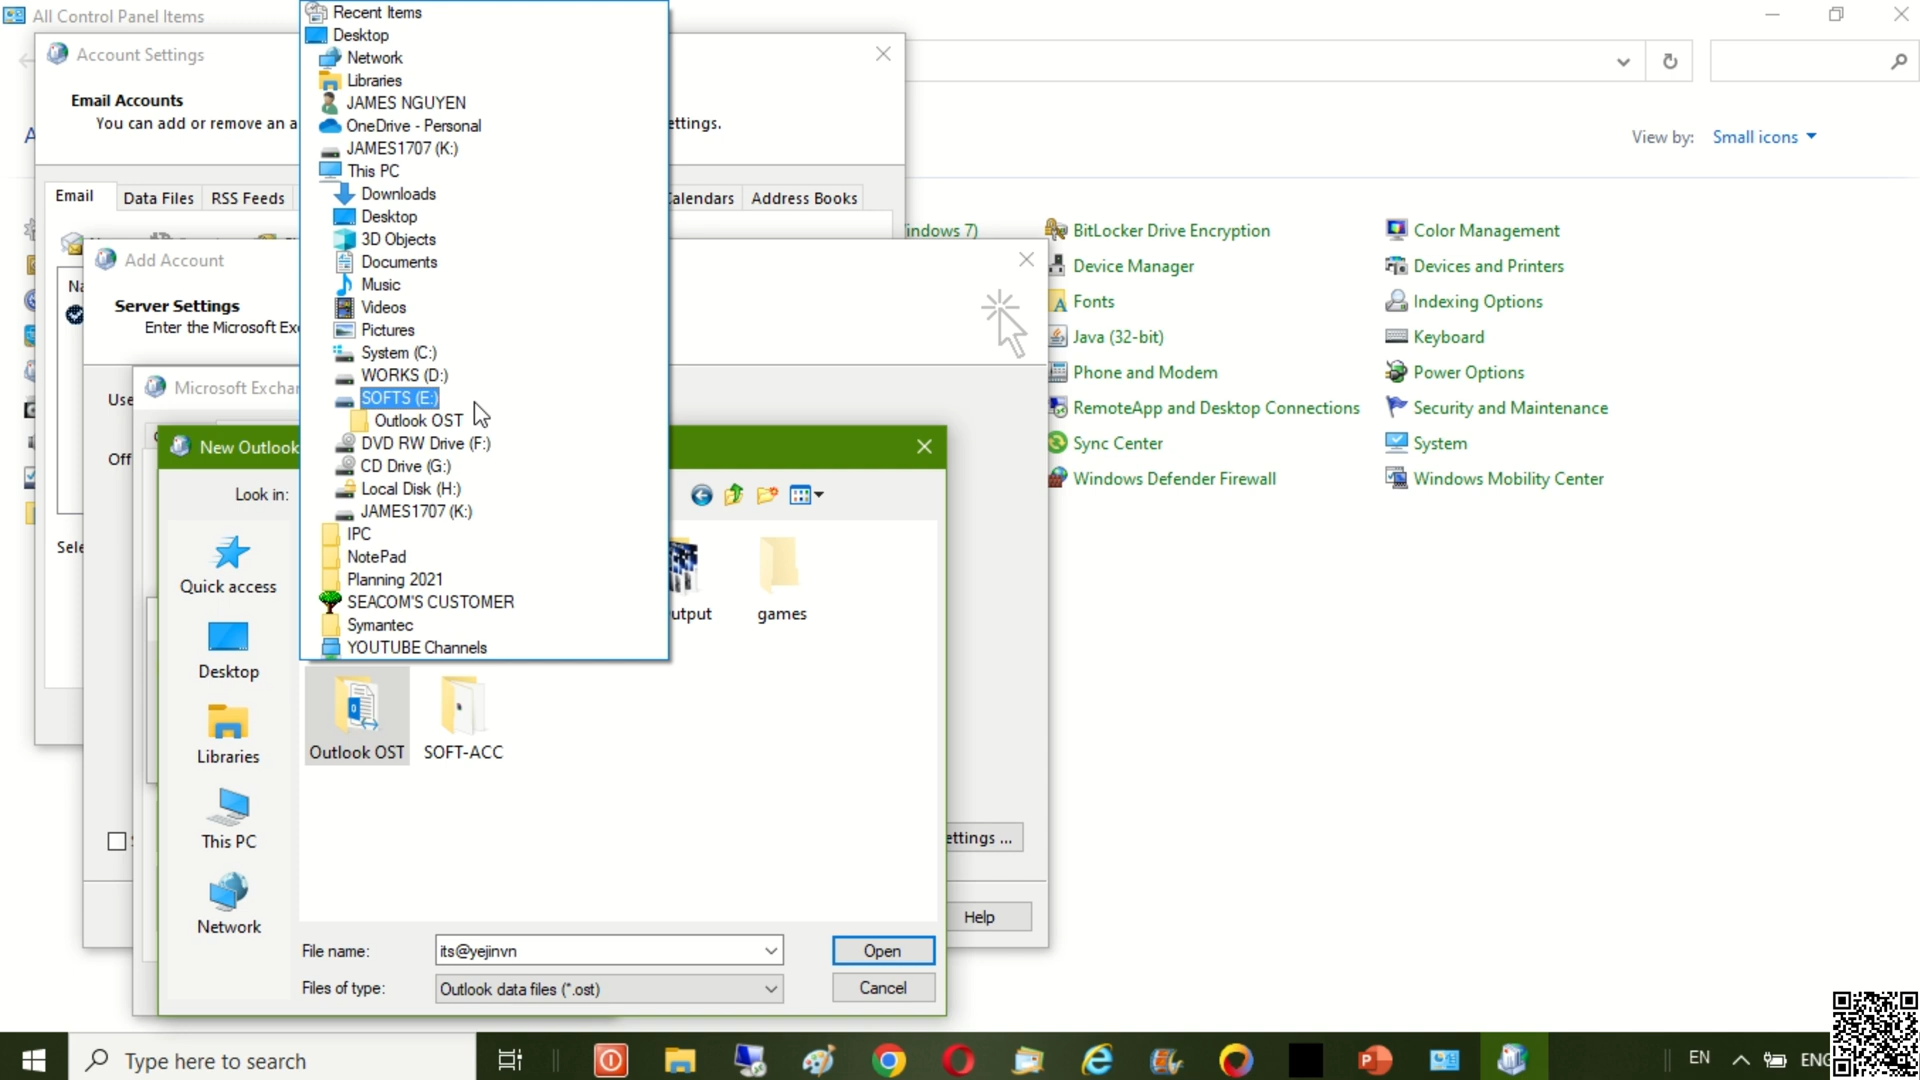 All Control Panel Items
Account Settings
Email Accounts
You can add or remove an a
ettings.
Email
Data Files
RSS Feeds
Calendars
Address Books
Na
Sele
Add Account
Server Settings
Enter the Microsoft Ex
Use
Off
ettings ...
Help
Microsoft Exchan
New Outlook
Look in:
Recent Items
Desktop
Network
Libraries
JAMES NGUYEN
OneDrive - Personal
JAMES1707 (K:)
This PC
Downloads
Desktop
3D Objects
Documents
Music
Videos
Pictures
System (C:)
WORKS (D:)
SOFTS (E:)
Outlook OST
DVD RW Drive (F:)
CD Drive (G:)
Local Disk (H:)
JAMES1707 (K:)
IPC
NotePad
Planning 2021
SEACOM'S CUSTOMER
Symantec
YOUTUBE Channels
Quick access
Desktop
Libraries
This PC
Network
utput
games
Outlook OST
SOFT-ACC
File name:
its@yejinvn
Open
Files of type:
Outlook data files (*.ost)
Cancel
View by:
Small icons
indows 7)
BitLocker Drive Encryption
Color Management
Device Manager
Devices and Printers
Fonts
Indexing Options
Java (32-bit)
Keyboard
Phone and Modem
Power Options
RemoteApp and Desktop Connections
Security and Maintenance
Sync Center
System
Windows Defender Firewall
Windows Mobility Center
Type here to search
EN
ENG